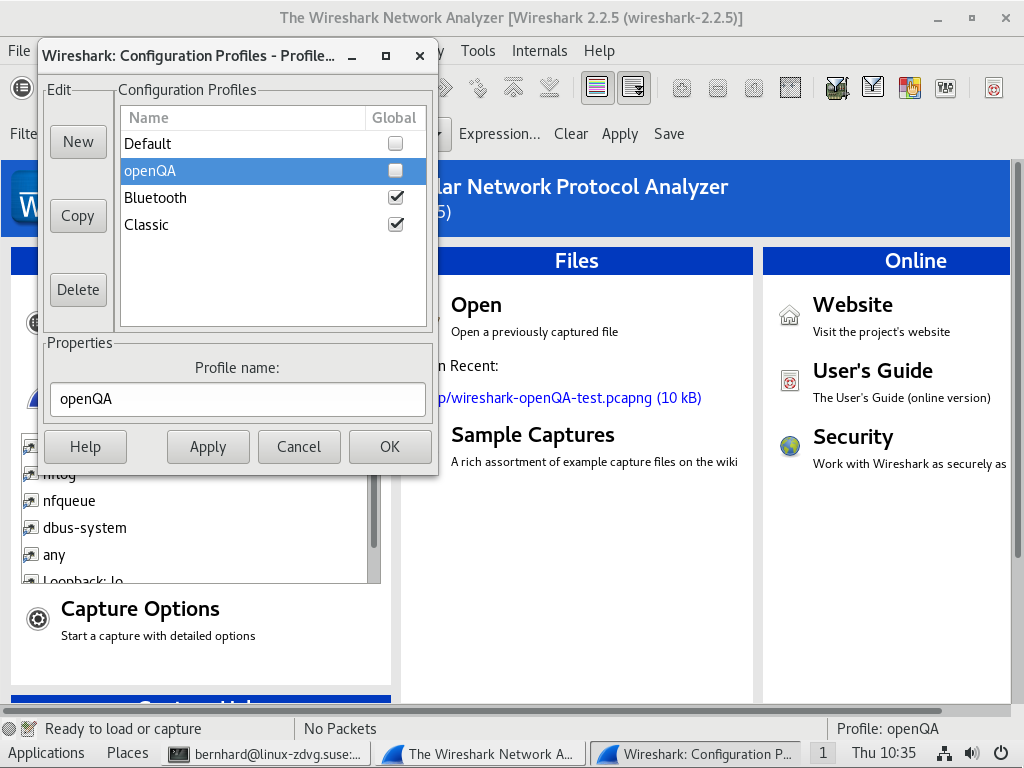 The Wireshark Network Analyzer [Wireshark 2.2.5 (wireshark-2.2.5)]
File
Tools Internals Help
Wireshark: Configuration Profiles - Profile...
Edit
Configuration Profiles
Name Global
Default
openQA
Bluetooth
Classic
New
Copy
Delete
Properties
Profile name:
openQA
Help Apply Cancel OK
Expression... Clear Apply Save
lar Network Protocol Analyzer
5)
Files
Open
Open a previously captured file
n Recent:
p/wireshark-openQA-test.pcapng (10 kB)
Sample Captures
A rich assortment of example capture files on the wiki
Online
Website
Visit the project's website
User's Guide
The User's Guide (online version)
Security
Work with Wireshark as securely as
nflog
nfqueue
dbus-system
any
Loopback: lo
Capture Options
Start a capture with detailed options
Capture Help
Ready to load or capture No Packets Profile: openQA
Applications Places bernhard@linux-zdvg.suse:... The Wireshark Network A... Wireshark: Configuration P... 1 Thu 10:35